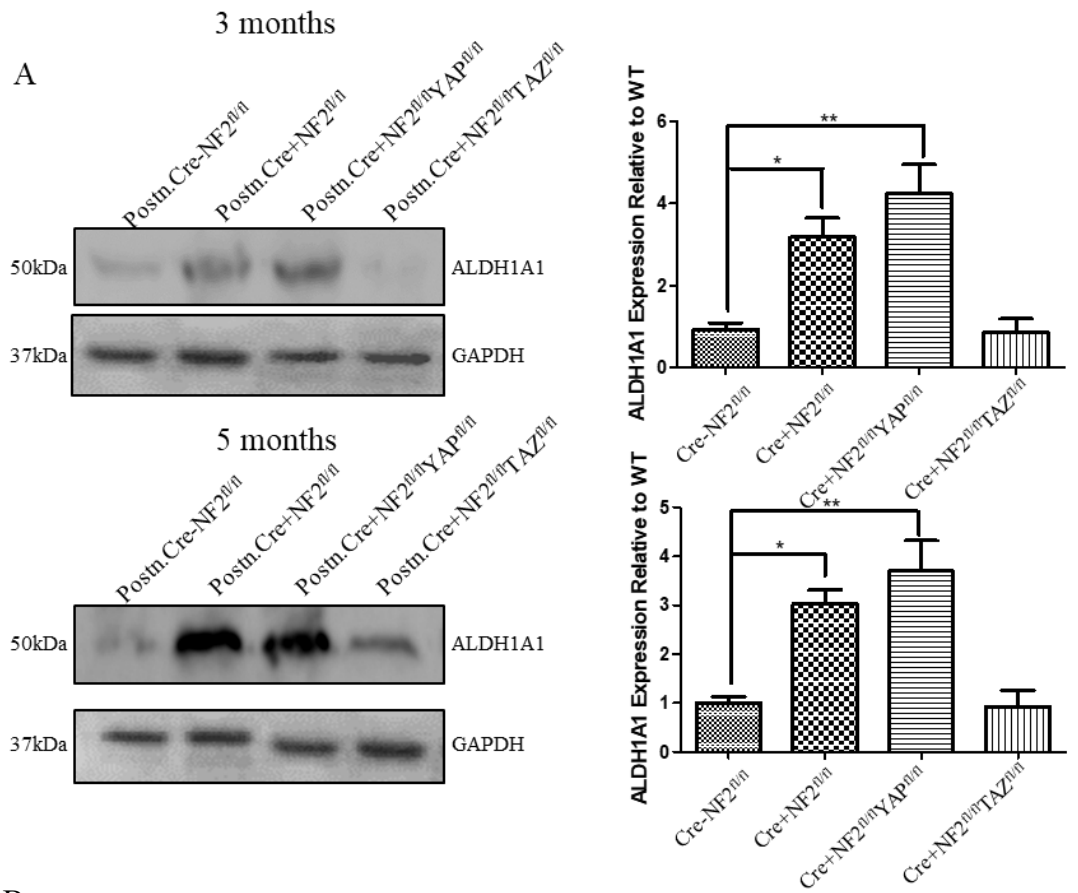 3 months
A
Postn.Cre-NF2fl/fl
Postn.Cre+NF2fl/fl
Postn.Cre+NF2fl/flYAPfl/fl
Postn.Cre+NF2fl/flTAZfl/fl
50kDa
ALDH1A1
37kDa
GAPDH
ALDH1A1 Expression Relative to WT
6
4
2
0
**
*
Cre-NF2fl/fl
Cre+NF2fl/fl
Cre+NF2fl/flYAPfl/fl
Cre+NF2fl/flTAZfl/fl
5 months
Postn.Cre-NF2fl/fl
Postn.Cre+NF2fl/fl
Postn.Cre+NF2fl/flYAPfl/fl
Postn.Cre+NF2fl/flTAZfl/fl
50kDa
ALDH1A1
37kDa
GAPDH
ALDH1A1 Expression Relative to WT
5
4
3
2
1
0
**
*
Cre-NF2fl/fl
Cre+NF2fl/fl
Cre+NF2fl/flYAPfl/fl
Cre+NF2fl/flTAZfl/fl